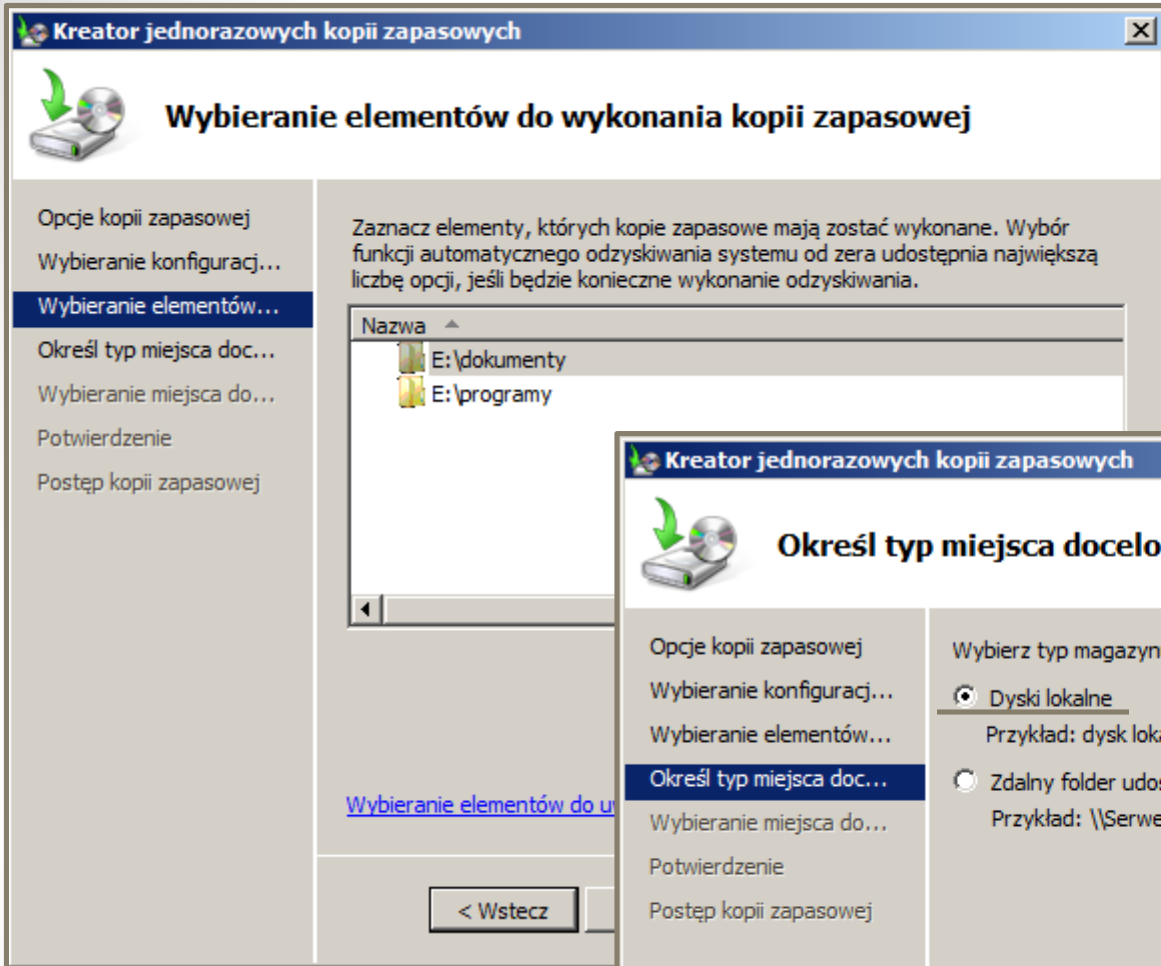 Kreator jednorazowych kopii zapasowych
Wybieranie elementów do wykonania kopii zapasowej
Opcje kopii zapasowej
Wybieranie konfiguracj...
Wybieranie elementów...
Określ typ miejsca doc...
Wybieranie miejsca do...
Potwierdzenie
Postęp kopii zapasowej
Zaznacz elementy, których kopie zapasowe mają zostać wykonane. Wybór
funkcji automatycznego odzyskiwania systemu od zera udostępnia największą
liczbę opcji, jeśli będzie konieczne wykonanie odzyskiwania.
Nazwa
E:\dokumenty
E:\programy
Wybieranie elementów do
< Wstecz
Kreator jednorazowych kopii zapasowych
Określ typ miejsca docelo
Opcje kopii zapasowej
Wybieranie konfiguracj...
Wybieranie elementów...
Określ typ miejsca doc...
Wybieranie miejsca do...
Potwierdzenie
Postęp kopii zapasowej
Wybierz typ magazyn
Dyski lokalne
Przykład: dysk loka
Zdalny folder udos
Przykład: \\Serwe